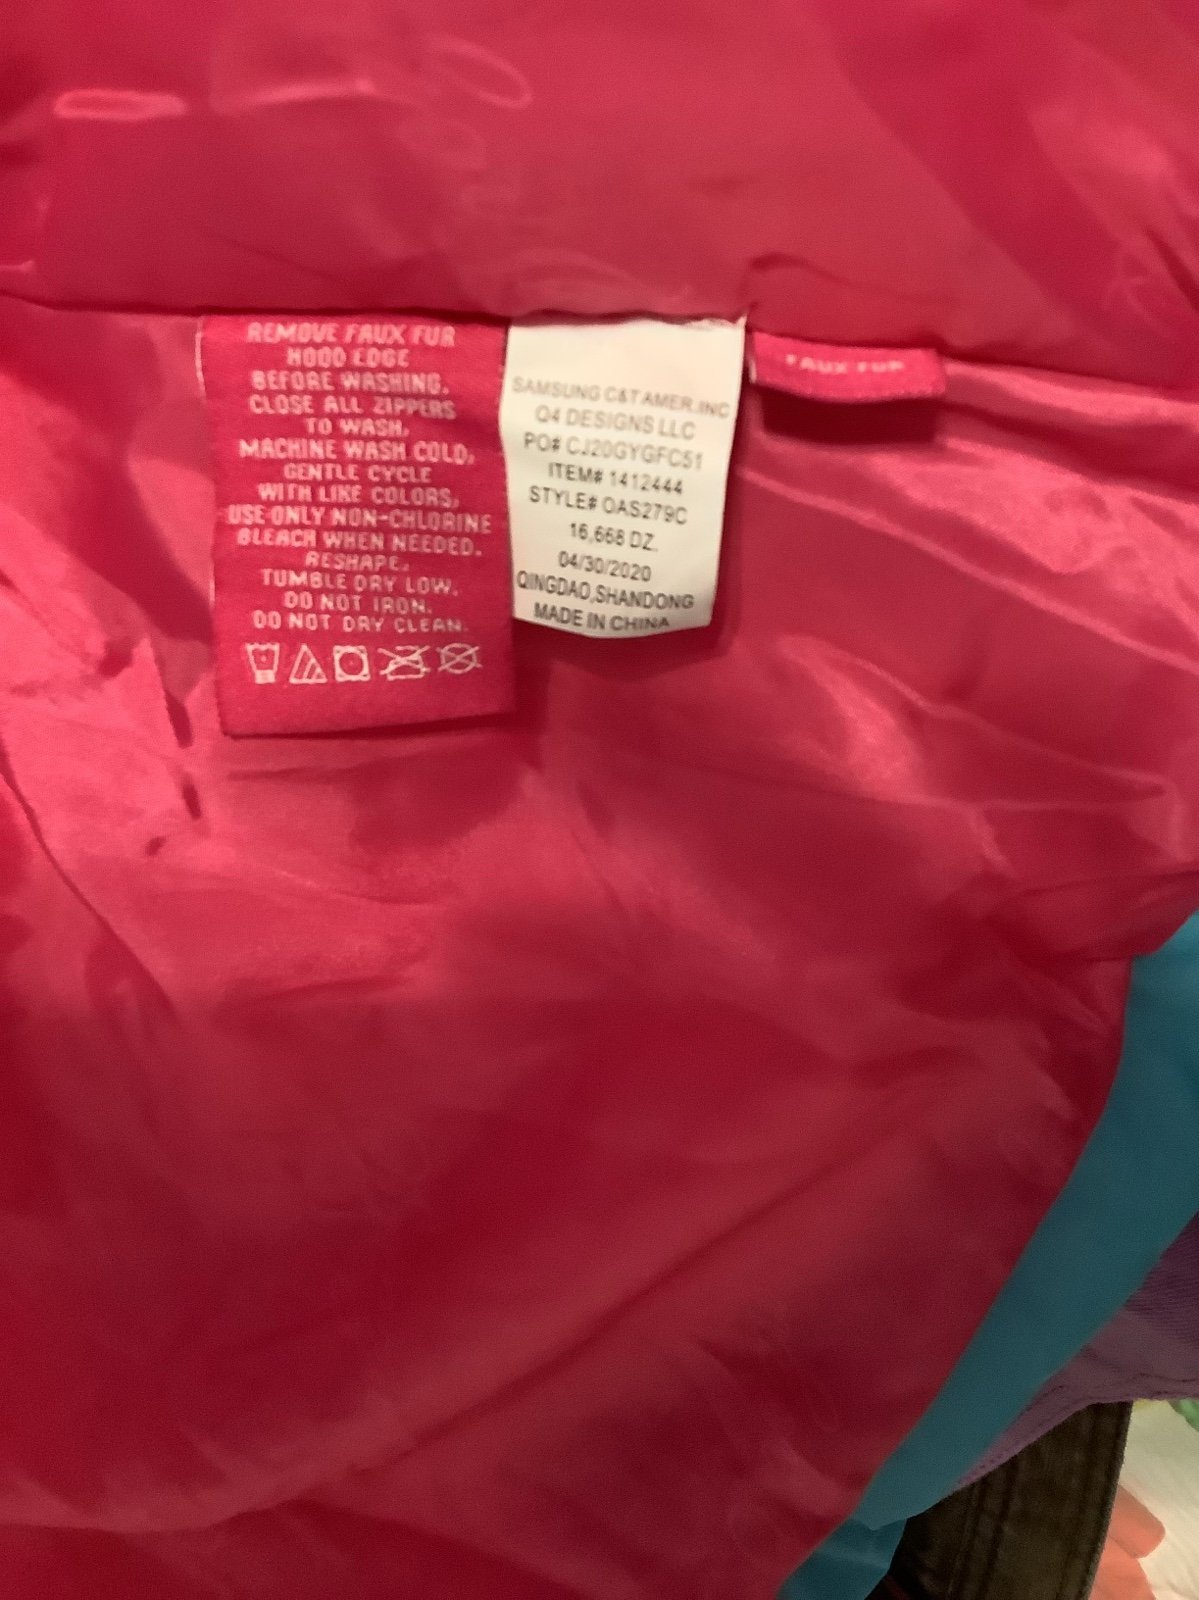 REMOVE FAUX FUR
HOOD EDGE
BEFORE WASHING.
CLOSE ALL ZIPPERS
TO WASH.
MACHINE WASH COLD,
GENTLE CYCLE
WITH LIKE COLORS,
USE ONLY NON-CHLORINE
BLEACH WHEN NEEDED.
RESHAPE.
TUMBLE DRY LOW.
DO NOT IRON.
DO NOT DRY CLEAN.
SAMSUNG C&T AMER.INC
Q4 DESIGNS LLC
PO# CJ20GYGFC51
ITEM# 1412444
STYLE# OAS279C
16,668 DZ.
04/30/2020
QINGDAO,SHANDONG
MADE IN CHINA
FAUX FUR